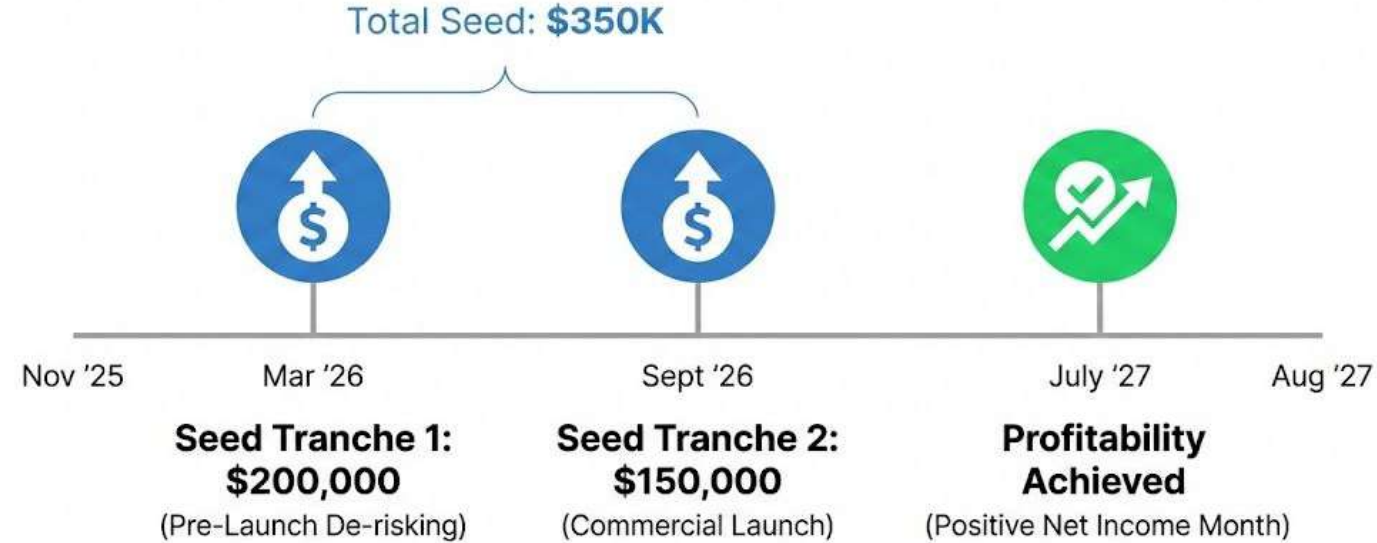 Total Seed: $350K
$
$
Nov '25
Mar '26
Sept '26
July '27
Aug '27
Seed Tranche 1:
$200,000
(Pre-Launch De-risking)
Seed Tranche 2:
$150,000
(Commercial Launch)
Profitability
Achieved
(Positive Net Income Month)